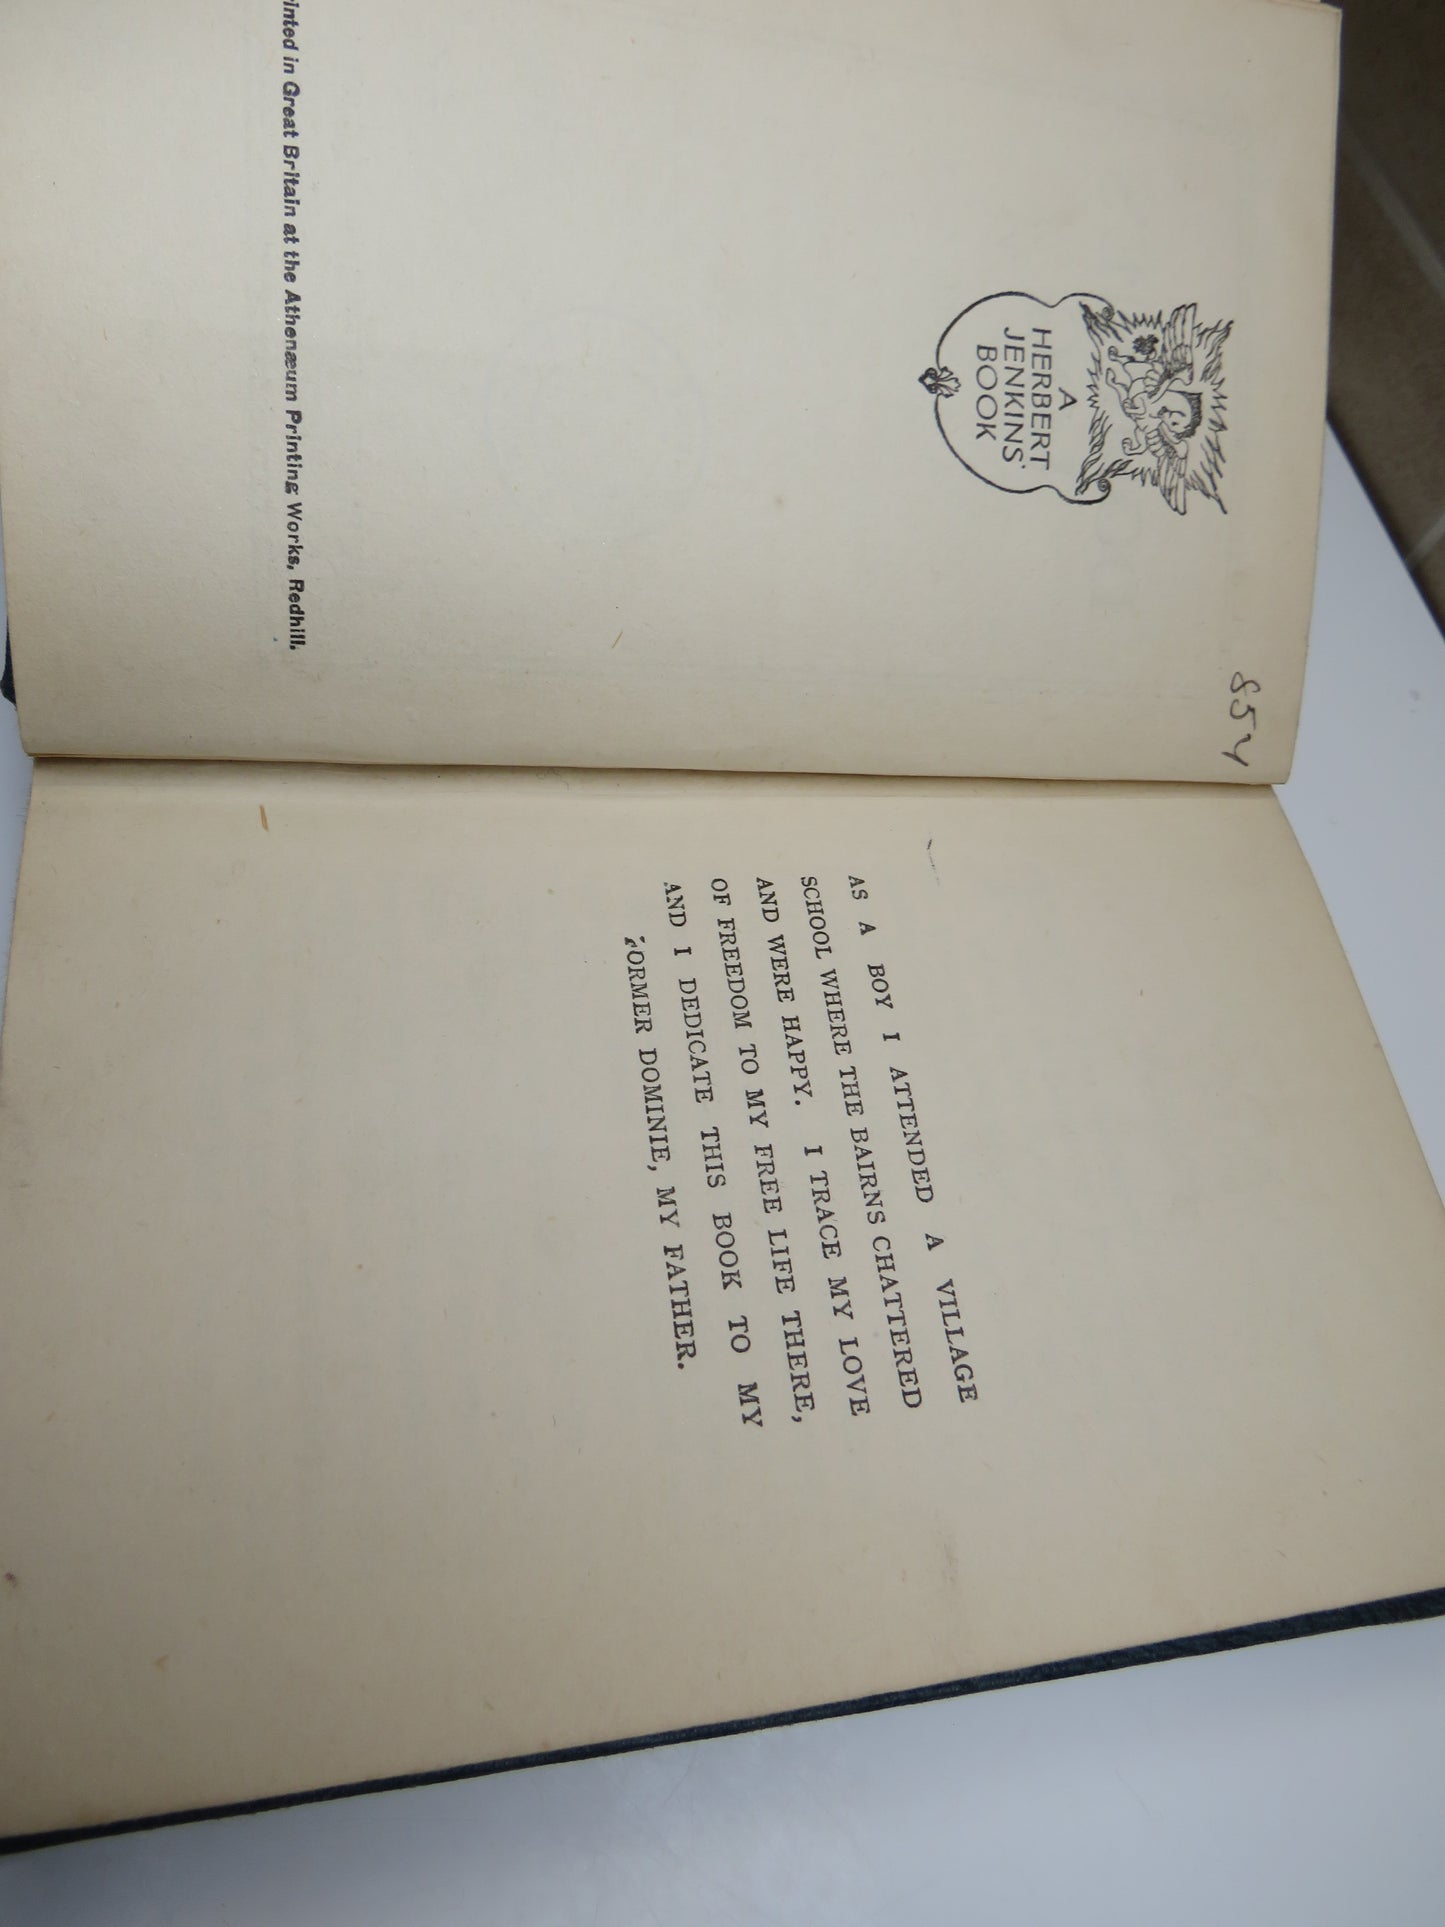 A
HERBERT
JENKINS'
BOOK
Printed in Great Britain at the Athenæum Printing Works, Redhill.
AS A BOY I ATTENDED A VILLAGE
SCHOOL WHERE THE BAIRNS CHATTERED
AND WERE HAPPY. I TRACE MY LOVE
OF FREEDOM TO MY FREE LIFE THERE,
AND I DEDICATE THIS BOOK TO MY
FORMER DOMINIE, MY FATHER.